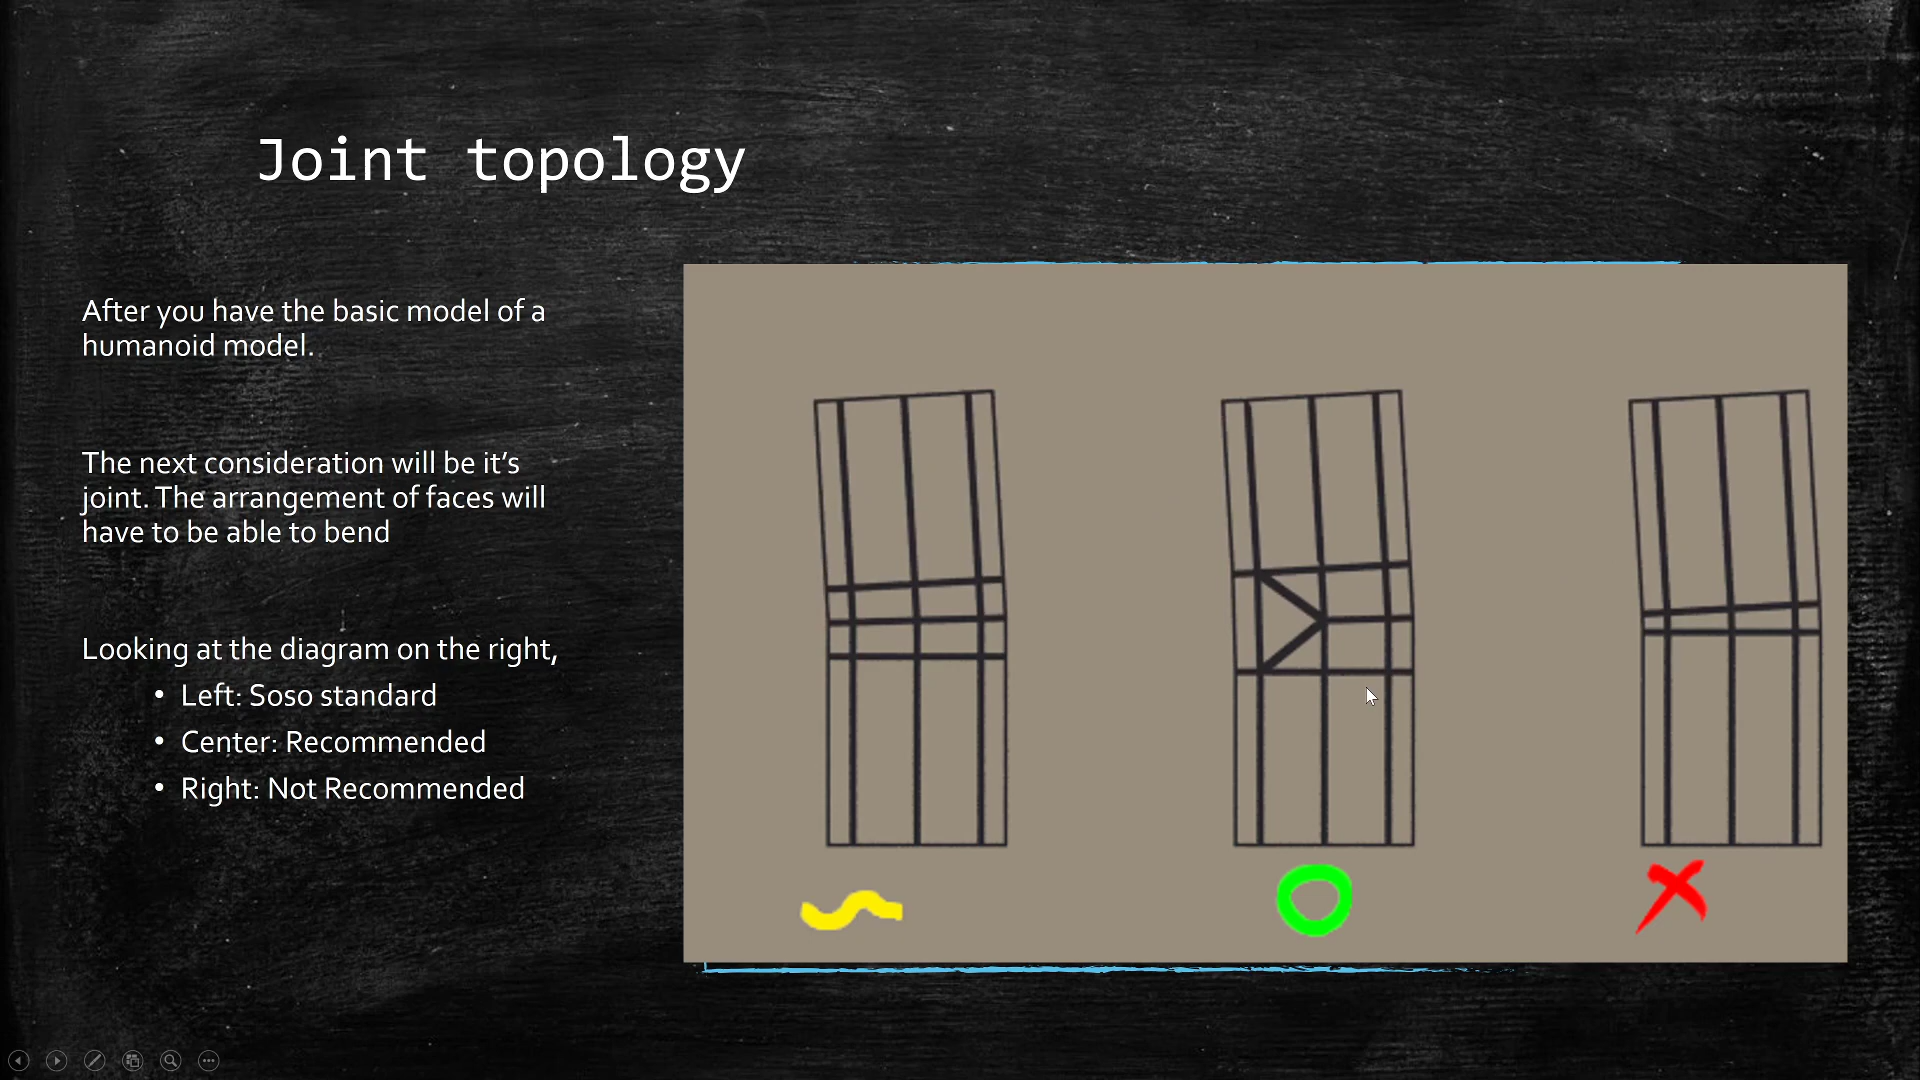 Joint topology
After you have the basic model of a
humanoid model.
The next consideration will be it’s
joint. The arrangement of faces will
have to be able to bend
Looking at the diagram on the right,
• Left: Soso standard
• Center: Recommended
• Right: Not Recommended